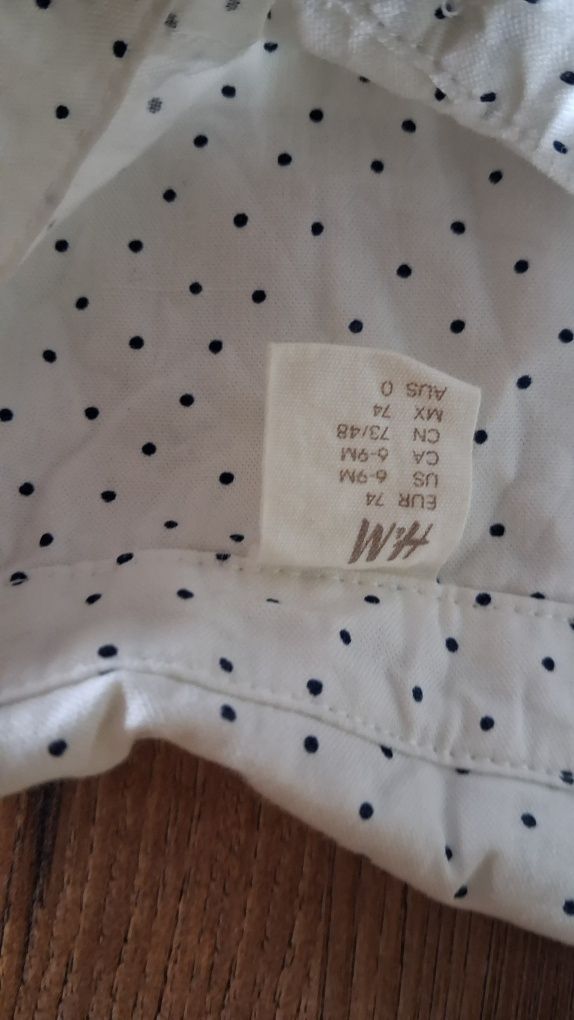 H&M
EUR 74
US 6-9M
CA 6-9M
CN 73/48
MX 74
AUS 0